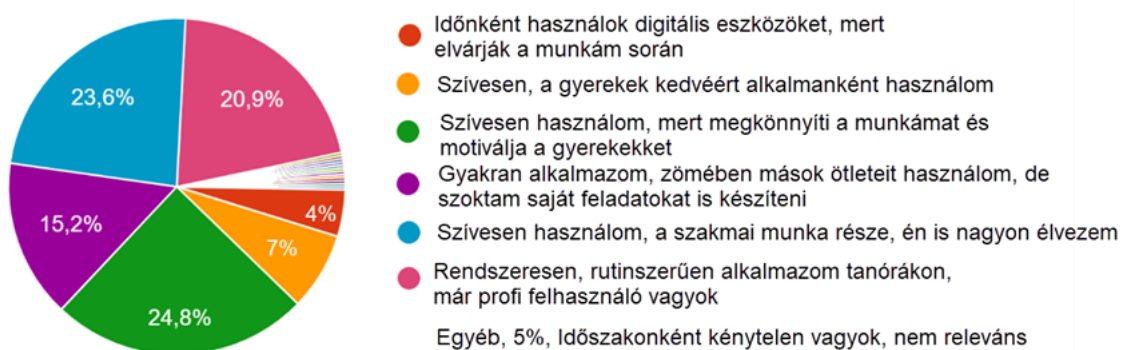 23,6%
20,9%
4%
7%
15,2%
24,8%
Időnként használok digitális eszközöket, mert
elvárják a munkám során
Szívesen, a gyerekek kedvéért alkalmanként használom
Szívesen használom, mert megkönnyíti a munkámat és
motiválja a gyerekekket
Gyakran alkalmazom, zömében mások ötleteit használom, de
szoktam saját feladatokat is készíteni
Szívesen használom, a szakmai munka része, én is nagyon élvezem
Rendszeresen, rutinszerűen alkalmazom tanórákon,
már profi felhasználó vagyok
Egyéb, 5%, Időszakonként kénytelen vagyok, nem releváns